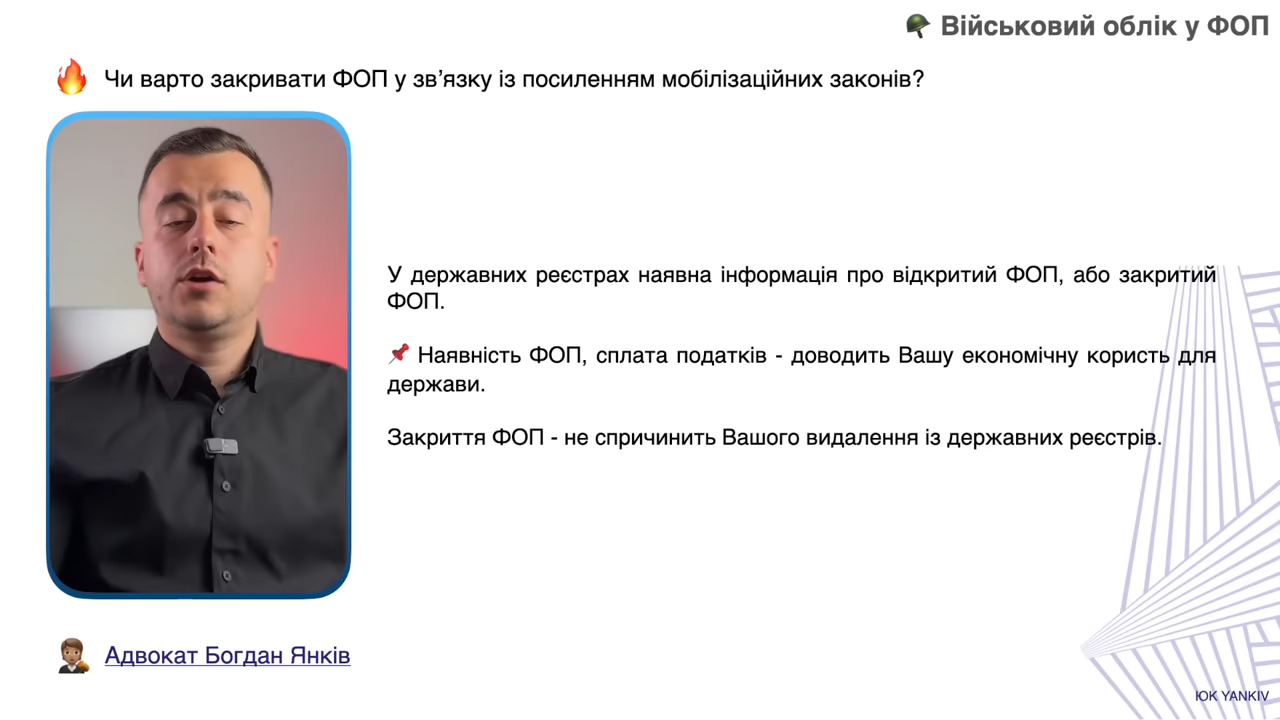 Військовий облік у ФОП
Чи варто закривати ФОП у зв’язку із посиленням мобілізаційних законів?
У державних реєстрах наявна інформація про відкритий ФОП, або закритий
ФОП.
Наявність ФОП, сплата податків - доводить Вашу економічну користь для
держави.
Закриття ФОП - не спричинить Вашого видалення із державних реєстрів.
Адвокат Богдан Янків
ЮК YANKIV